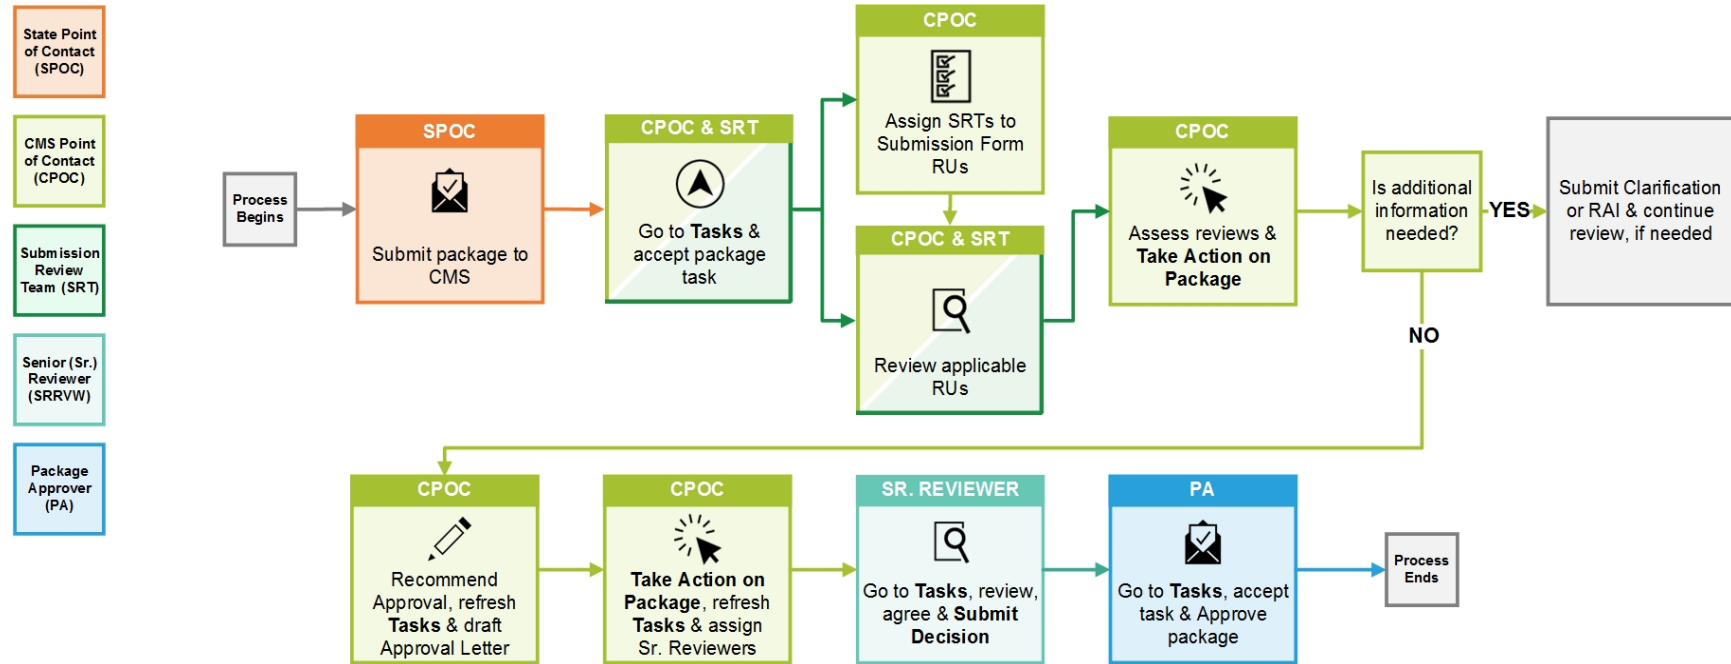 State Point
of Contact
(SPOC)
CMS Point
of Contact
(CPOC)
Submission
Review
Team (SRT)
Senior (Sr.)
Reviewer
(SRRVW)
Package
Approver
(PA)
Process
Begins
SPOC
Submit package to
CMS
CPOC & SRT
Go to Tasks &
accept package
task
CPOC
Assign SRTs to
Submission Form
RUs
CPOC & SRT
Review applicable
RUs
CPOC
Assess reviews &
Take Action on
Package
Is additional
information
needed?
YES
Submit Clarification
or RAI & continue
review, if needed
NO
CPOC
Recommend
Approval, refresh
Tasks & draft
Approval Letter
CPOC
Take Action on
Package, refresh
Tasks & assign
Sr. Reviewers
SR. REVIEWER
Go to Tasks, review,
agree & Submit
Decision
PA
Go to Tasks, accept
task & Approve
package
Process
Ends